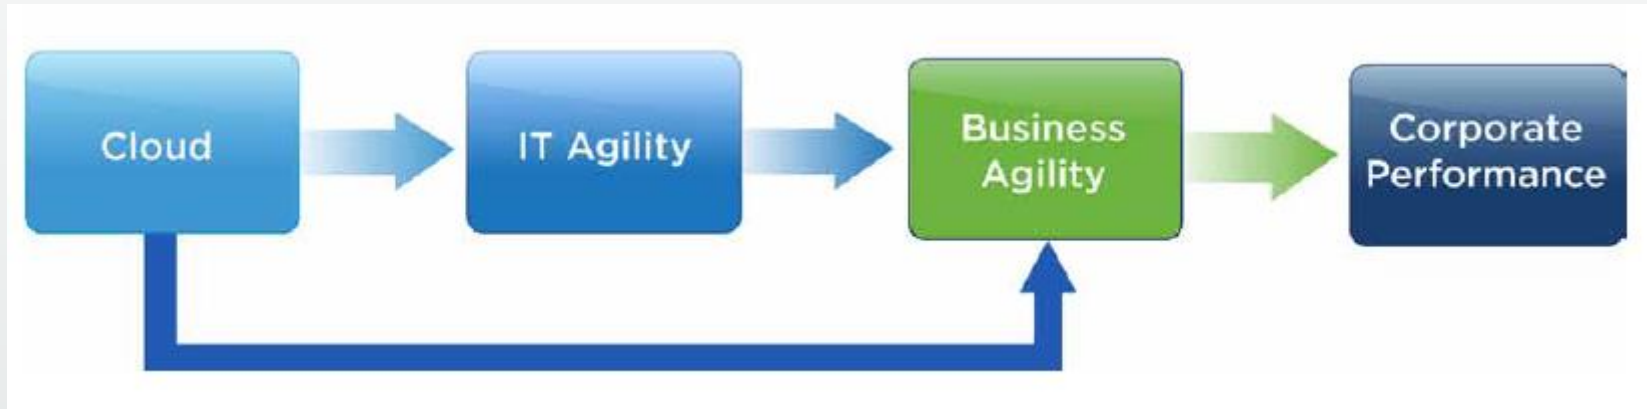 Cloud
IT Agility
Business
Agility
Corporate
Performance